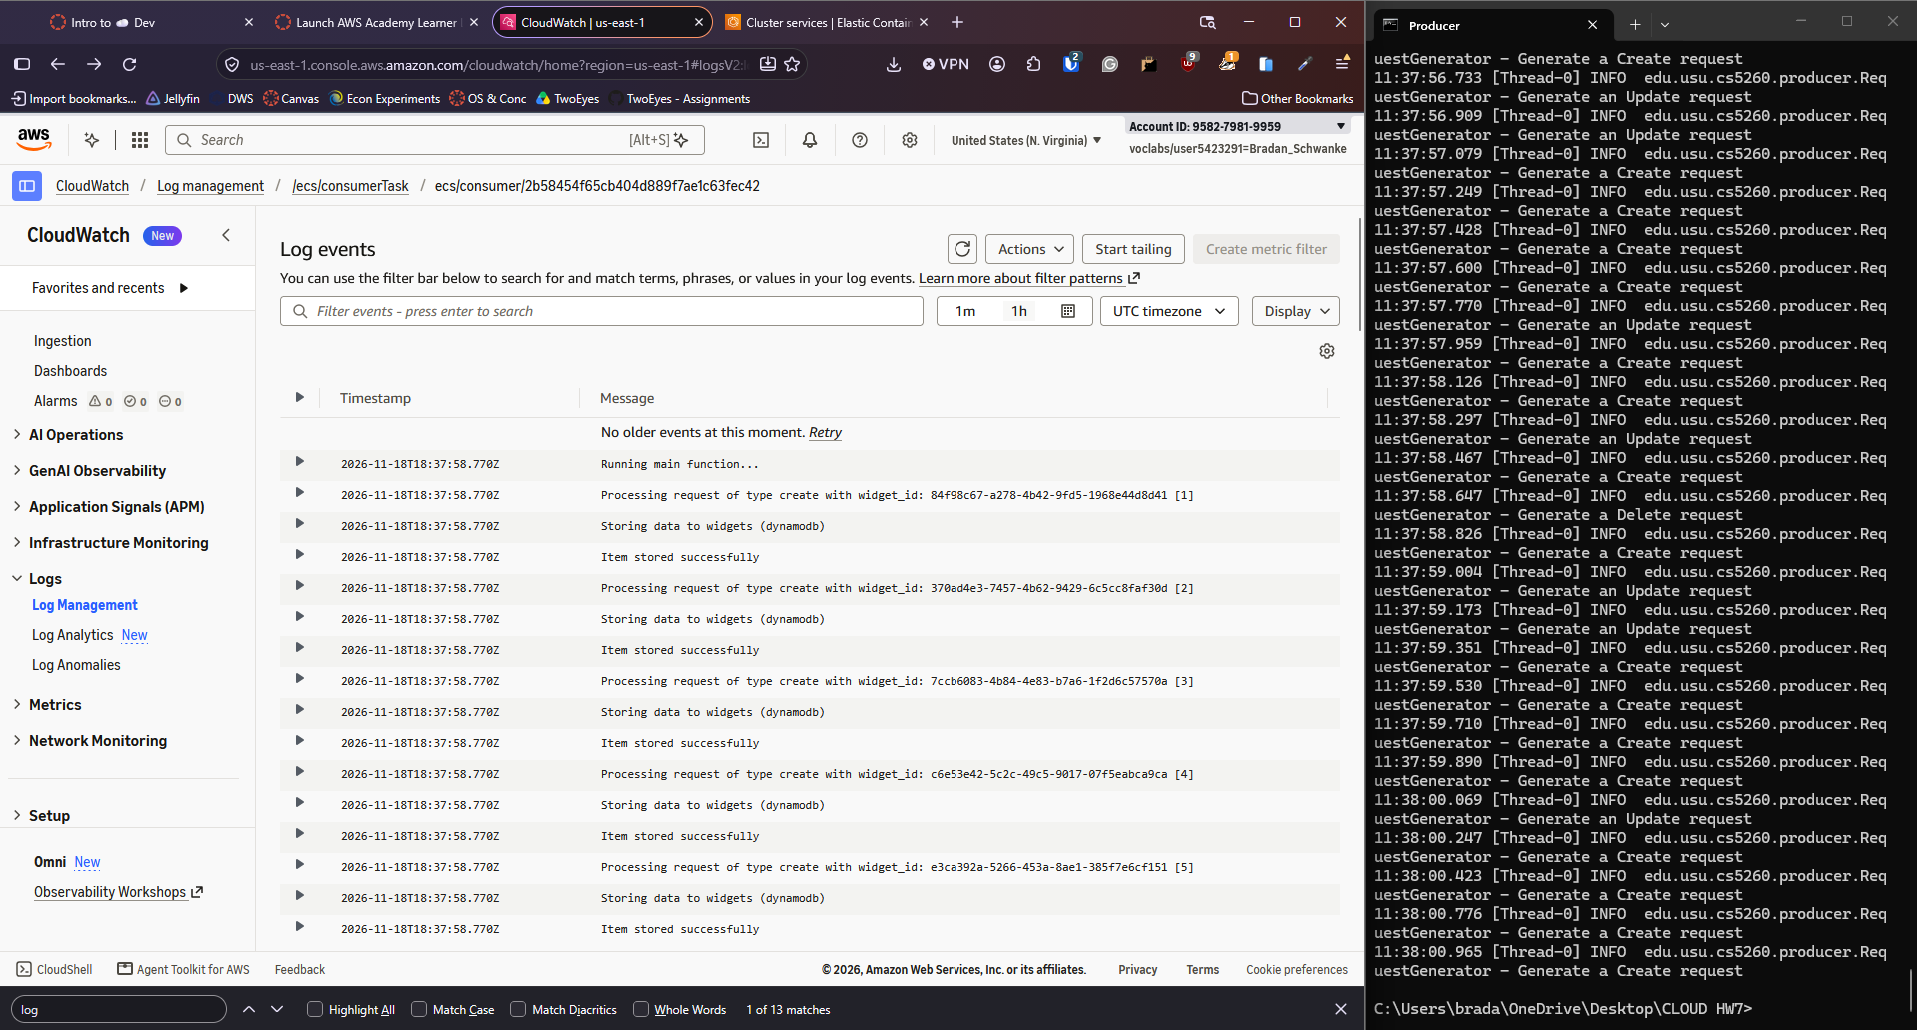 Intro to ☁ Dev
Launch AWS Academy Learner
CloudWatch | us-east-1
Cluster services | Elastic Contain
us-east-1.console.aws.amazon.com/cloudwatch/home?region=us-east-1#logsV2:
VPN
2
9
1
Import bookmarks...
Jellyfin
DWS
Canvas
Econ Experiments
OS & Conc
TwoEyes
TwoEyes - Assignments
Other Bookmarks
aws
Search
[Alt+S]
United States (N. Virginia)
Account ID: 9582-7981-9959
voclabs/user5423291=Bradan_Schwanke
CloudWatch / Log management / /ecs/consumerTask / ecs/consumer/2b58454f65cb404d889f7ae1c63fec42
CloudWatch New
Favorites and recents
Ingestion
Dashboards
Alarms 0 0 0
AI Operations
GenAI Observability
Application Signals (APM)
Infrastructure Monitoring
Logs
Log Management
Log Analytics New
Log Anomalies
Metrics
Network Monitoring
Setup
Omni New
Observability Workshops
Log events
Actions
Start tailing
Create metric filter
You can use the filter bar below to search for and match terms, phrases, or values in your log events. Learn more about filter patterns
Filter events - press enter to search
1m
1h
UTC timezone
Display
Timestamp Message
No older events at this moment. Retry
2026-11-18T18:37:58.770Z Running main function...
2026-11-18T18:37:58.770Z Processing request of type create with widget_id: 84f98c67-a278-4b42-9fd5-1968e44d8d41 [1]
2026-11-18T18:37:58.770Z Storing data to widgets (dynamodb)
2026-11-18T18:37:58.770Z Item stored successfully
2026-11-18T18:37:58.770Z Processing request of type create with widget_id: 370ad4e3-7457-4b62-9429-6c5cc8faf30d [2]
2026-11-18T18:37:58.770Z Storing data to widgets (dynamodb)
2026-11-18T18:37:58.770Z Item stored successfully
2026-11-18T18:37:58.770Z Processing request of type create with widget_id: 7ccb6083-4b84-4e83-b7a6-1f2d6c57570a [3]
2026-11-18T18:37:58.770Z Storing data to widgets (dynamodb)
2026-11-18T18:37:58.770Z Item stored successfully
2026-11-18T18:37:58.770Z Processing request of type create with widget_id: c6e53e42-5c2c-49c5-9017-07f5eabca9ca [4]
2026-11-18T18:37:58.770Z Storing data to widgets (dynamodb)
2026-11-18T18:37:58.770Z Item stored successfully
2026-11-18T18:37:58.770Z Processing request of type create with widget_id: e3ca392a-5266-453a-8ae1-385f7e6cf151 [5]
2026-11-18T18:37:58.770Z Storing data to widgets (dynamodb)
2026-11-18T18:37:58.770Z Item stored successfully
CloudShell
Agent Toolkit for AWS
Feedback
© 2026, Amazon Web Services, Inc. or its affiliates.
Privacy
Terms
Cookie preferences
log
Highlight All
Match Case
Match Diacritics
Whole Words
1 of 13 matches
Producer
uestGenerator - Generate a Create request
11:37:56.733 [Thread-0] INFO  edu.usu.cs5260.producer.Req
uestGenerator - Generate an Update request
11:37:56.909 [Thread-0] INFO  edu.usu.cs5260.producer.Req
uestGenerator - Generate an Update request
11:37:57.079 [Thread-0] INFO  edu.usu.cs5260.producer.Req
uestGenerator - Generate a Create request
11:37:57.249 [Thread-0] INFO  edu.usu.cs5260.producer.Req
uestGenerator - Generate a Create request
11:37:57.428 [Thread-0] INFO  edu.usu.cs5260.producer.Req
uestGenerator - Generate a Create request
11:37:57.600 [Thread-0] INFO  edu.usu.cs5260.producer.Req
uestGenerator - Generate a Create request
11:37:57.770 [Thread-0] INFO  edu.usu.cs5260.producer.Req
uestGenerator - Generate an Update request
11:37:57.959 [Thread-0] INFO  edu.usu.cs5260.producer.Req
uestGenerator - Generate a Create request
11:37:58.126 [Thread-0] INFO  edu.usu.cs5260.producer.Req
uestGenerator - Generate a Create request
11:37:58.297 [Thread-0] INFO  edu.usu.cs5260.producer.Req
uestGenerator - Generate an Update request
11:37:58.467 [Thread-0] INFO  edu.usu.cs5260.producer.Req
uestGenerator - Generate a Create request
11:37:58.647 [Thread-0] INFO  edu.usu.cs5260.producer.Req
uestGenerator - Generate a Delete request
11:37:58.826 [Thread-0] INFO  edu.usu.cs5260.producer.Req
uestGenerator - Generate a Create request
11:37:59.004 [Thread-0] INFO  edu.usu.cs5260.producer.Req
uestGenerator - Generate an Update request
11:37:59.173 [Thread-0] INFO  edu.usu.cs5260.producer.Req
uestGenerator - Generate an Update request
11:37:59.351 [Thread-0] INFO  edu.usu.cs5260.producer.Req
uestGenerator - Generate a Create request
11:37:59.530 [Thread-0] INFO  edu.usu.cs5260.producer.Req
uestGenerator - Generate a Create request
11:37:59.710 [Thread-0] INFO  edu.usu.cs5260.producer.Req
uestGenerator - Generate a Create request
11:37:59.890 [Thread-0] INFO  edu.usu.cs5260.producer.Req
uestGenerator - Generate a Create request
11:38:00.069 [Thread-0] INFO  edu.usu.cs5260.producer.Req
uestGenerator - Generate an Update request
11:38:00.247 [Thread-0] INFO  edu.usu.cs5260.producer.Req
uestGenerator - Generate a Create request
11:38:00.423 [Thread-0] INFO  edu.usu.cs5260.producer.Req
uestGenerator - Generate a Create request
11:38:00.776 [Thread-0] INFO  edu.usu.cs5260.producer.Req
uestGenerator - Generate a Create request
11:38:00.965 [Thread-0] INFO  edu.usu.cs5260.producer.Req
uestGenerator - Generate a Create request
C:\Users\brada\OneDrive\Desktop\CLOUD HW7>